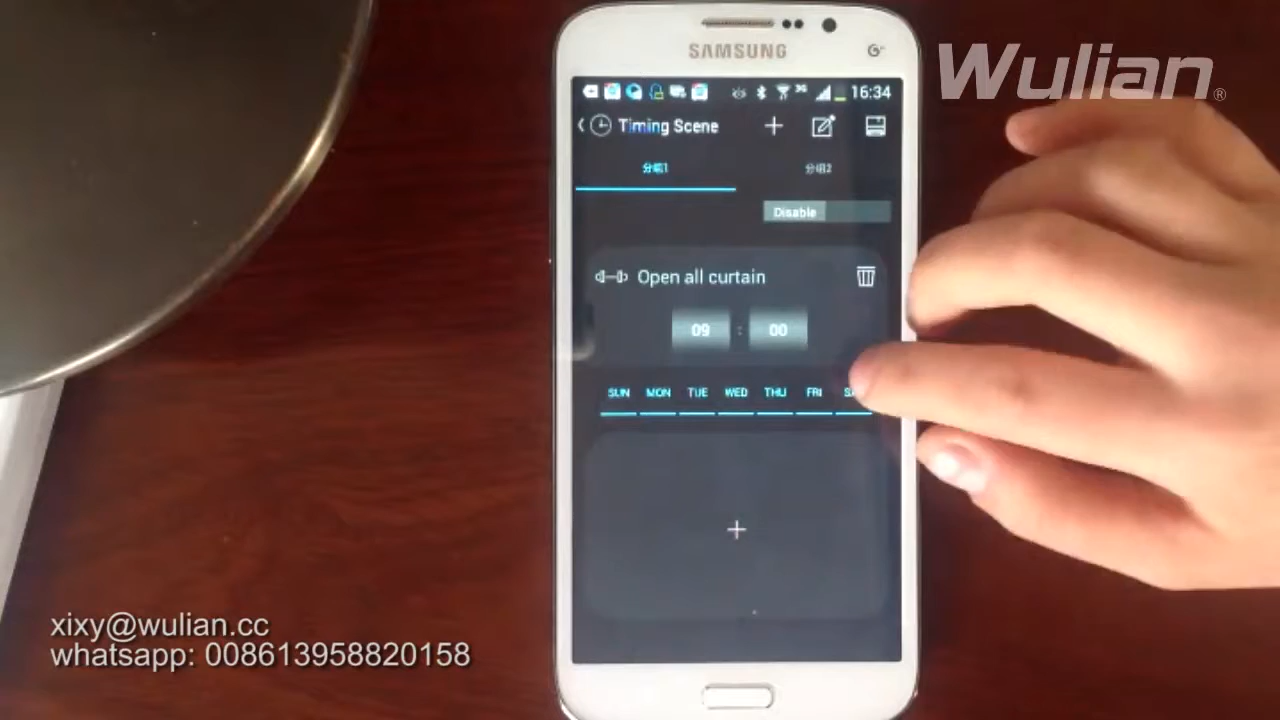 Wulian®
SAMSUNG
3G 16:34
Timing Scene
分组1 分组2
Disable
Open all curtain
09 : 00
SUN MON TUE WED THU FRI
xixy@wulian.cc
whatsapp: 008613958820158